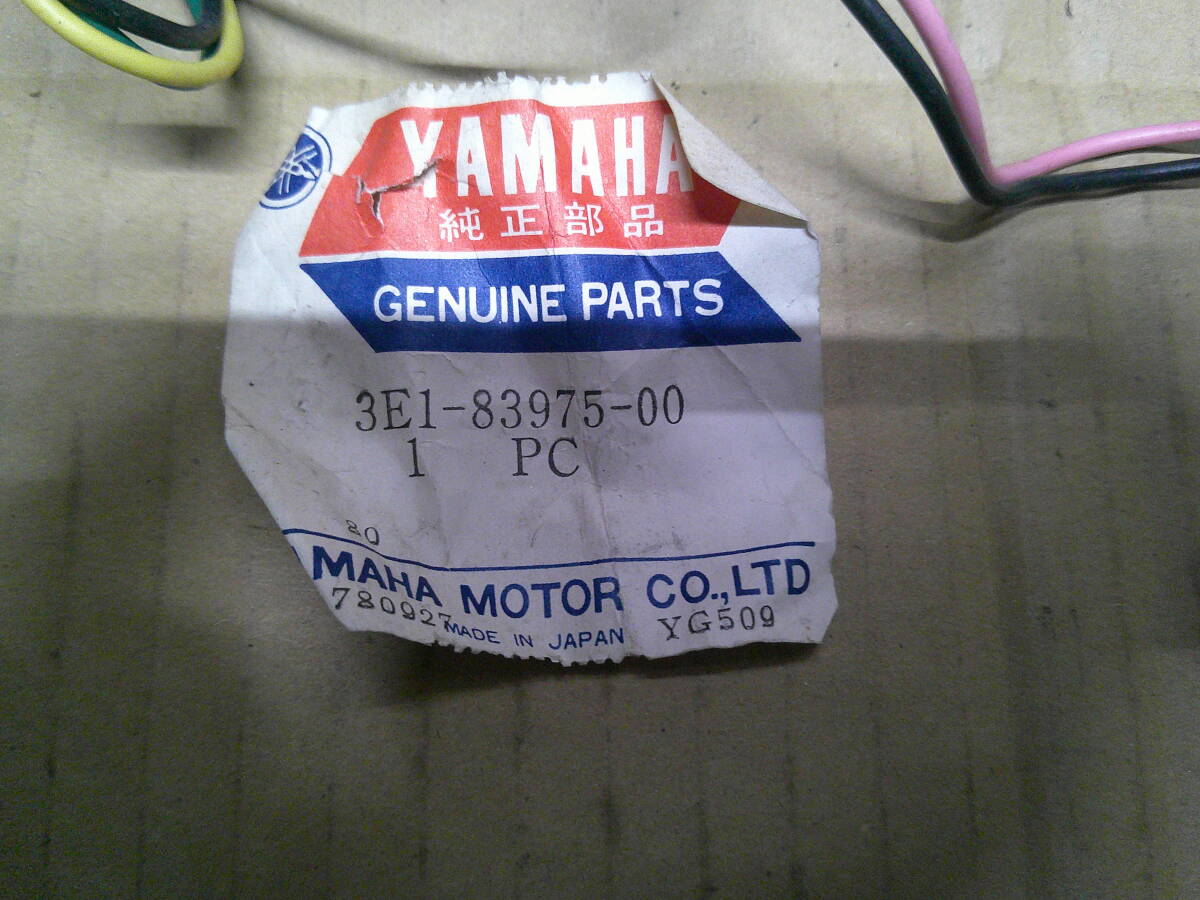 YAMAHA
純正部品
GENUINE PARTS
3E1-83975-00
1 PC
80
MAHA MOTOR CO.,LTD
780927 MADE IN JAPAN YG509